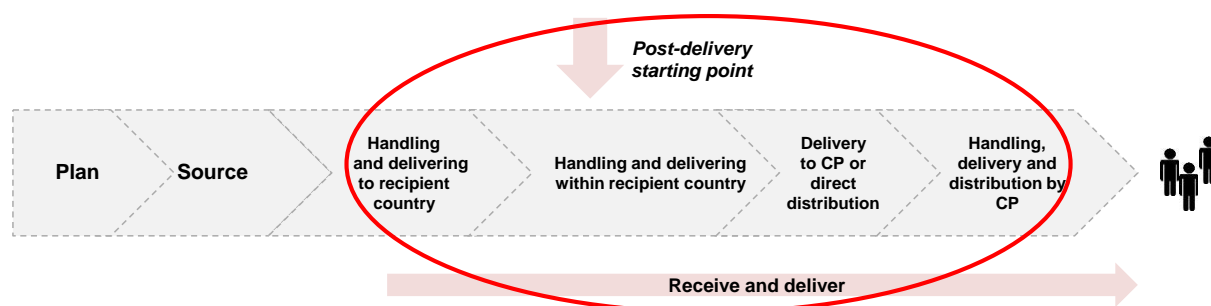 Post-delivery
starting point
Plan
Source
Handling
and delivering
to recipient
country
Handling and delivering
within recipient country
Delivery
to CP or
direct
distribution
Handling,
delivery and
distribution by
CP
Receive and deliver